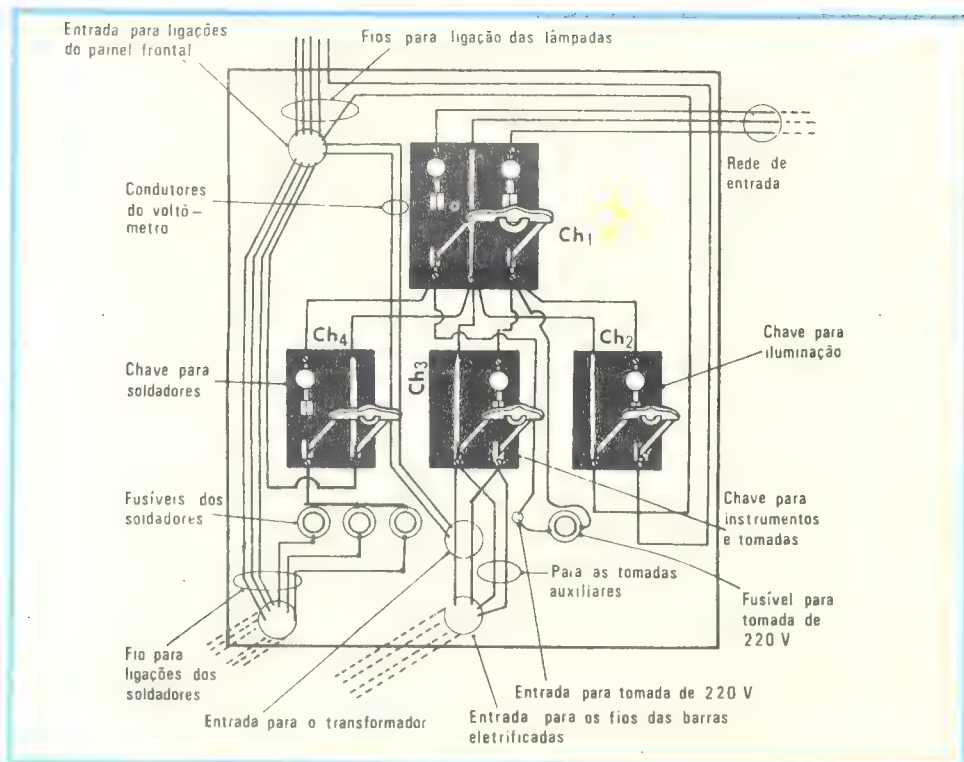 Entrada para ligações
do painel frontal
Fios para ligação das lâmpadas
Rede de
entrada
Condutores
do voltô-
metro
Ch1
Ch4
Ch3
Ch2
Chave para
iluminação
Chave para
soldadores
Fusíveis dos
soldadores
Chave para
instrumentos
e tomadas
Para as tomadas
auxiliares
Fusível para
tomada de
220 V
Fio para
ligações dos
soldadores
Entrada para o transformador
Entrada para tomada de 220 V
Entrada para os fios das barras
eletrificadas